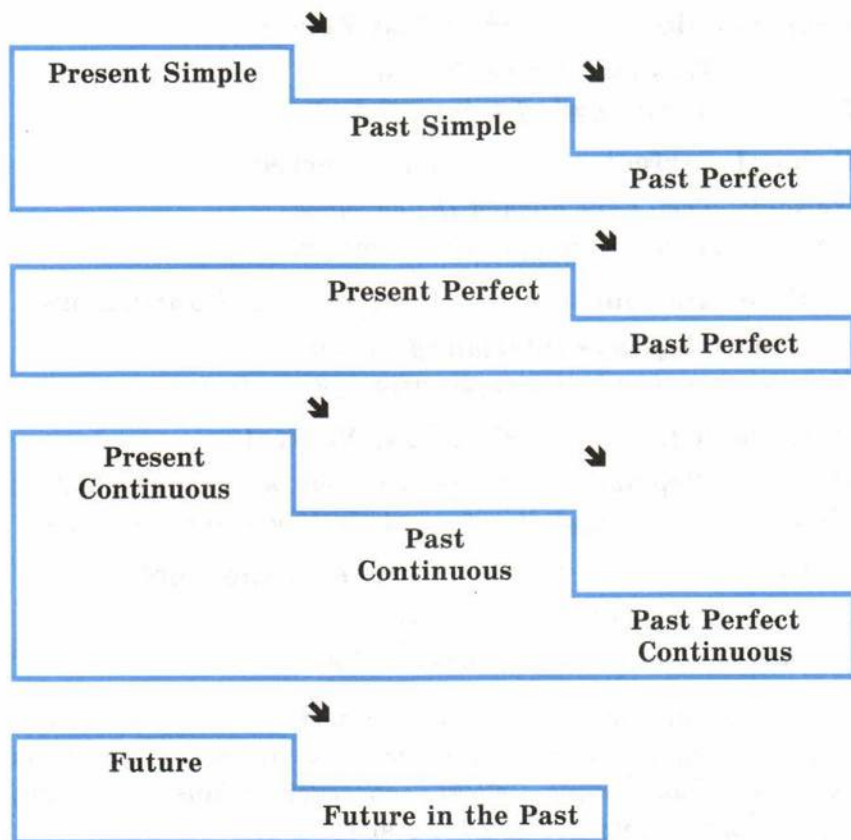 Present Simple
Past Simple
Past Perfect
Present Perfect
Past Perfect
Present
Continuous
Past
Continuous
Past Perfect
Continuous
Future
Future in the Past